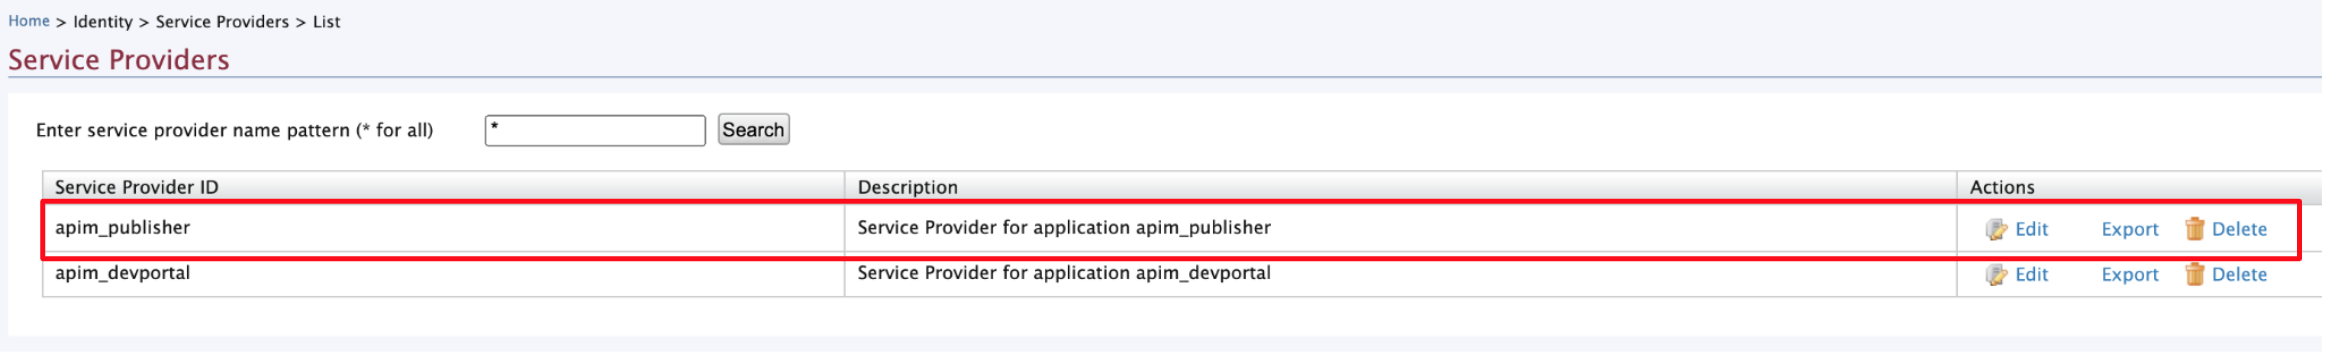 Home > Identity > Service Providers > List
Service Providers
Enter service provider name pattern (* for all) * Search
Service Provider ID Description Actions
apim_publisher Service Provider for application apim_publisher Edit Export Delete
apim_devportal Service Provider for application apim_devportal Edit Export Delete